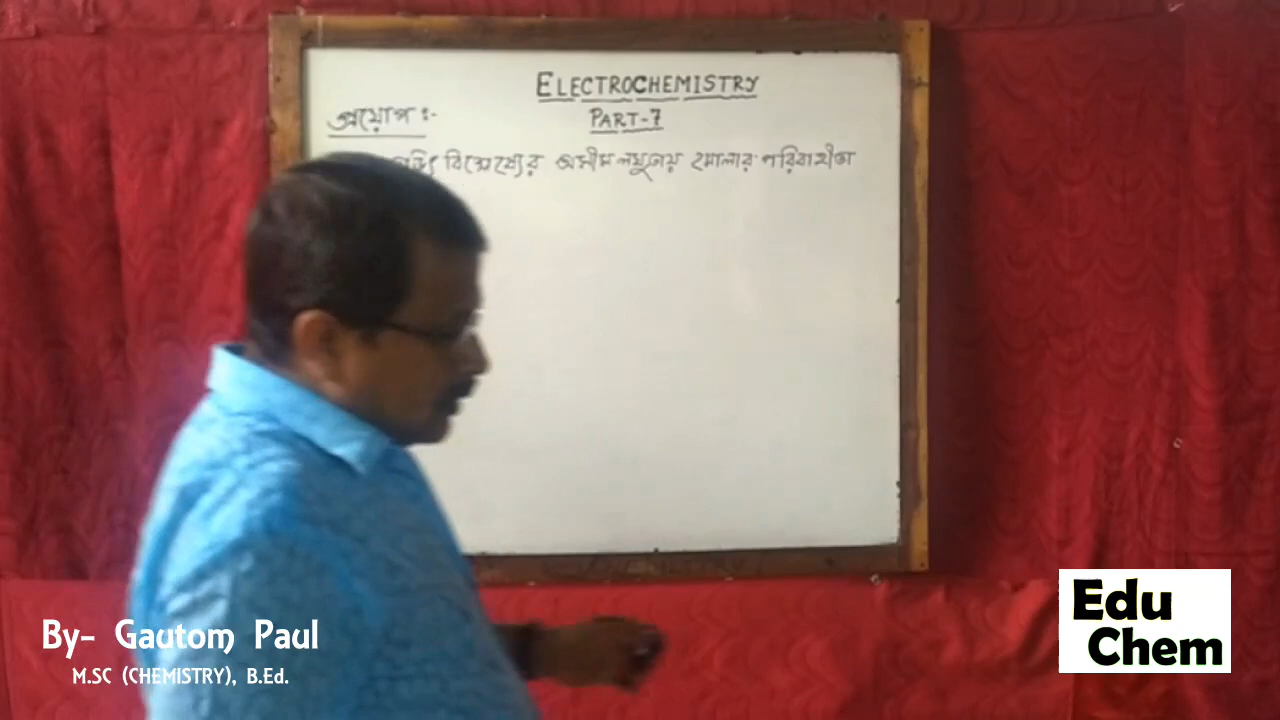 ELECTROCHEMISTRY
PART-7
প্রয়োগ :-
বিশ্লেষ্যের অসীম লঘুতায় মোলার পরিবাহীতা
By- Gautom Paul
M.SC (CHEMISTRY), B.Ed.
Edu
Chem